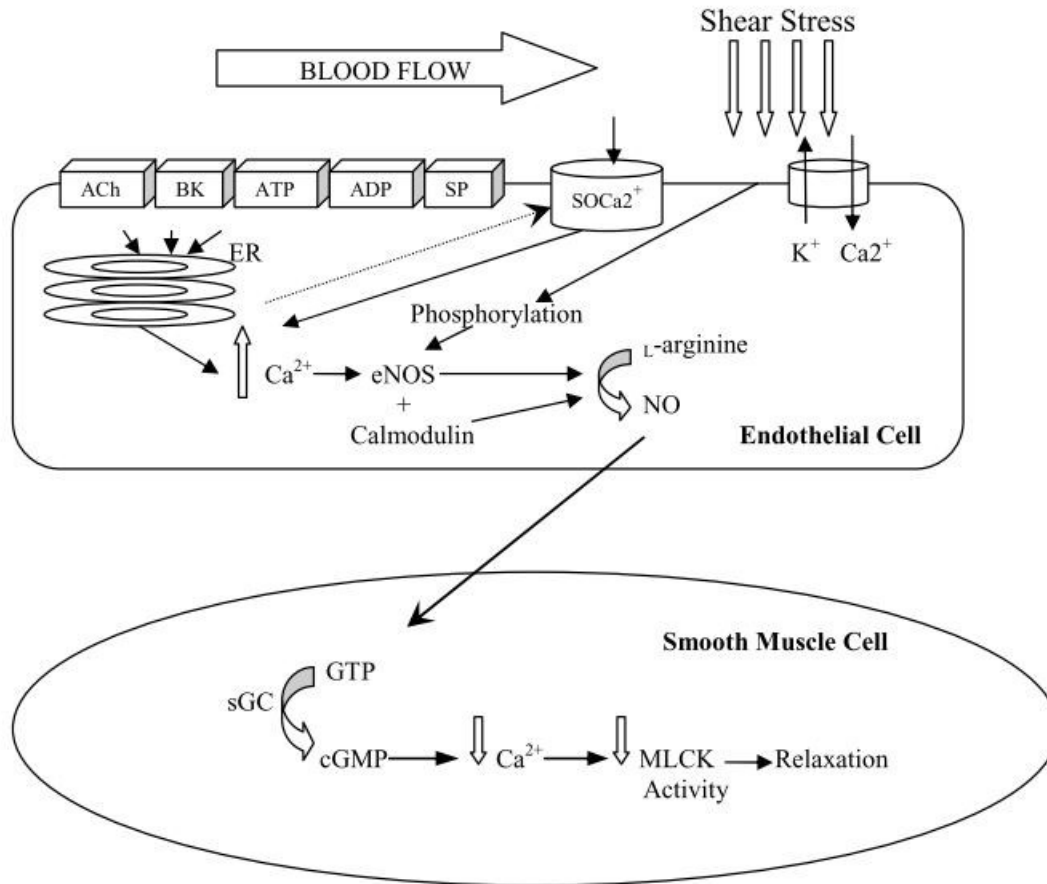 Shear Stress
BLOOD FLOW
ACh
BK
ATP
ADP
SP
SOCa2⁺
ER
K⁺
Ca2⁺
Phosphorylation
Ca²⁺
eNOS
+
Calmodulin
L-arginine
NO
Endothelial Cell
Smooth Muscle Cell
GTP
sGC
cGMP
Ca²⁺
MLCK
Activity
Relaxation